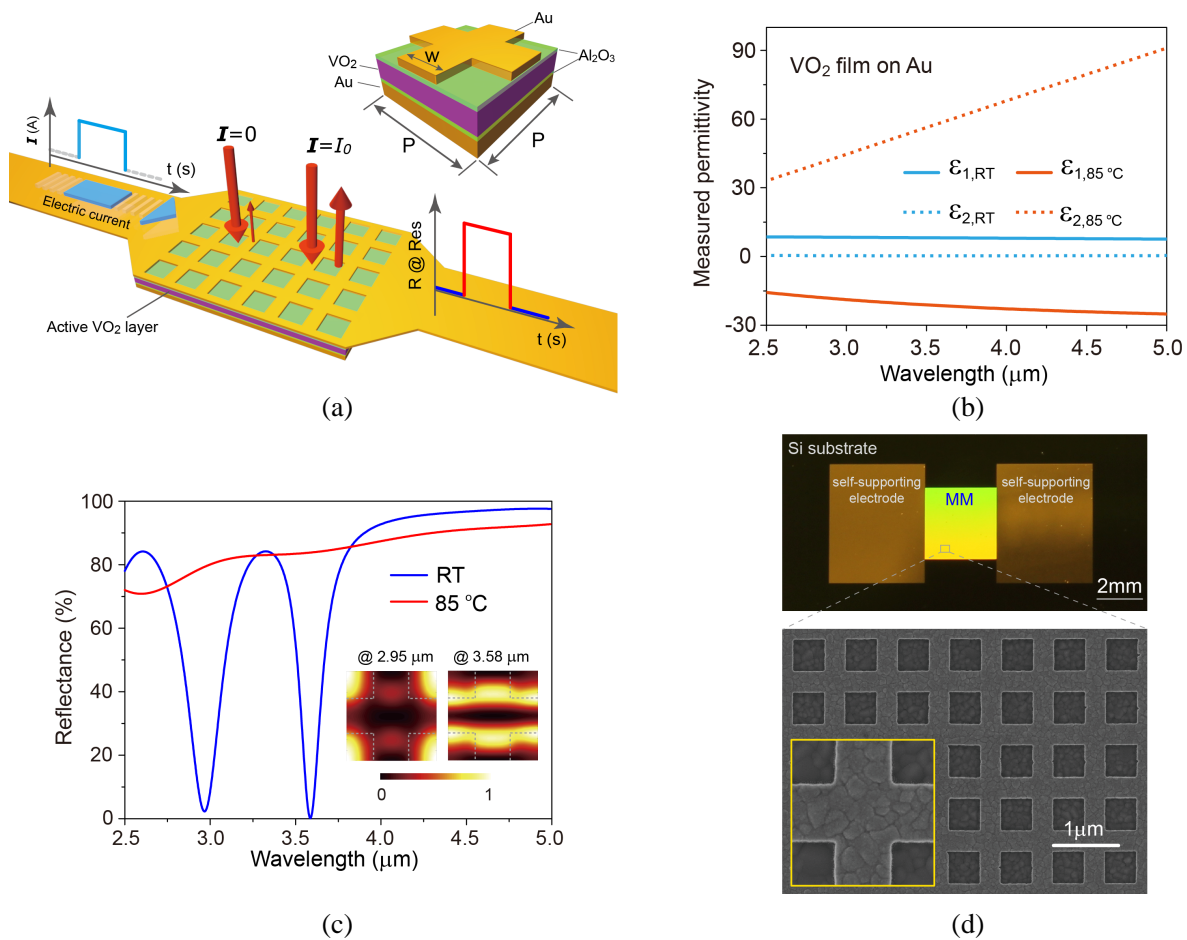 Au
Al₂O₃
VO₂
Au
W
P
P
I (A)
t (s)
I=0
I=I₀
Electric current
R @ Res
t (s)
Active VO₂ layer
(a)
VO₂ film on Au
Measured permittivity
90
60
30
0
-30
ε1,RT
ε1,85 °C
ε2,RT
ε2,85 °C
2.5 3.0 3.5 4.0 4.5 5.0
Wavelength (μm)
(b)
Reflectance (%)
100
80
60
40
20
0
RT
85 °C
@ 2.95 μm @ 3.58 μm
0 1
2.5 3.0 3.5 4.0 4.5 5.0
Wavelength (μm)
(c)
Si substrate
self-supporting
electrode
MM
self-supporting
electrode
2mm
1μm
(d)